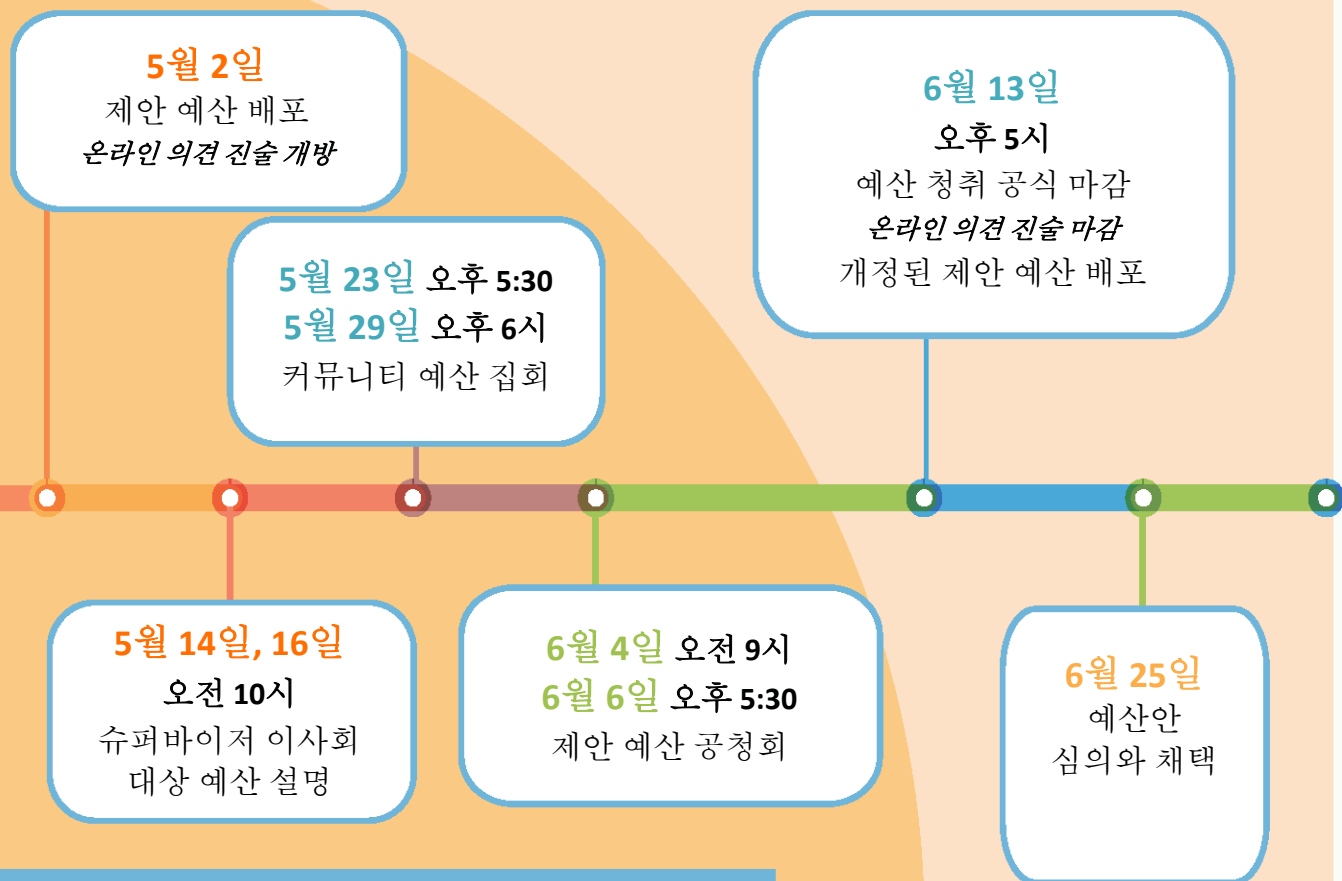 5월 2일
제안 예산 배포
온라인 의견 진술 개방
5월 14일, 16일
오전 10시
슈퍼바이저 이사회
대상 예산 설명
5월 23일 오후 5:30
5월 29일 오후 6시
커뮤니티 예산 집회
6월 4일 오전 9시
6월 6일 오후 5:30
제안 예산 공청회
6월 13일
오후 5시
예산 청취 공식 마감
온라인 의견 진술 마감
개정된 제안 예산 배포
6월 25일
예산안
심의와 채택